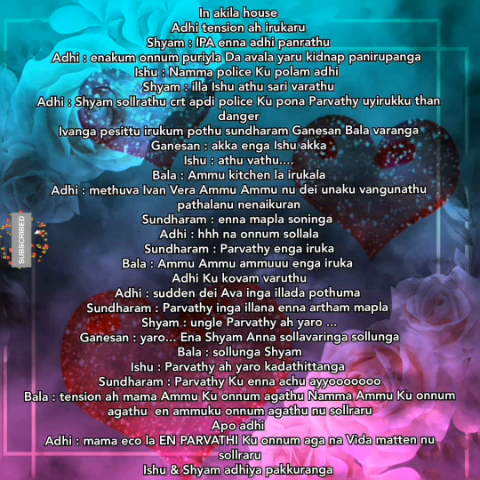 In akila house
Adhi tension ah irukaru
Shyam : IPA enna adhi panrathu
Adhi : enakum onnum puriyla Da avala yaru kidnap panirupanga
Ishu : Namma police Ku polam adhi
Shyam : illa Ishu athu sari varathu
Adhi : Shyam sollrathu crt apdi police Ku pona Parvathy uyirukku than
danger
Ivanga pesittu irukum pothu sundharam Ganesan Bala varanga
Ganesan : akka enga Ishu akka
Ishu : athu vathu....
Bala : Ammu kitchen la irukala
Adhi : methuva Ivan Vera Ammu Ammu nu dei unaku vangunathu
pathalanu nenaikuran
Sundharam : enna mapla soninga
Adhi : hhh na onnum sollala
Sundharam : Parvathy enga iruka
Bala : Ammu Ammu ammuuu enga iruka
Adhi Ku kovam varuthu
Adhi : sudden dei Ava inga illada pothuma
Sundharam : Parvathy inga illana enna artham mapla
Shyam : ungle Parvathy ah yaro ...
Ganesan : yaro... Ena Shyam Anna sollavaringa sollunga
Bala : sollunga Shyam
Ishu : Parvathy ah yaro kadathittanga
Sundharam : Parvathy Ku enna achu ayyooooooo
Bala : tension ah mama Ammu Ku onnum agathu Namma Ammu Ku onnum
agathu en ammuku onnum agathu nu sollraru
Apo adhi
Adhi : mama eco la EN PARVATHI Ku onnum aga na Vida matten nu
sollraru
Ishu & Shyam adhiya pakkuranga
SUBSCRIBED